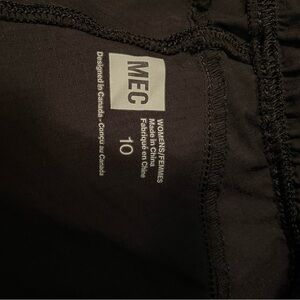 MEC
WOMENS/FEMMES
Made in China
Fabriqué en Chine
10
Designed in Canada - Conçu au Canada